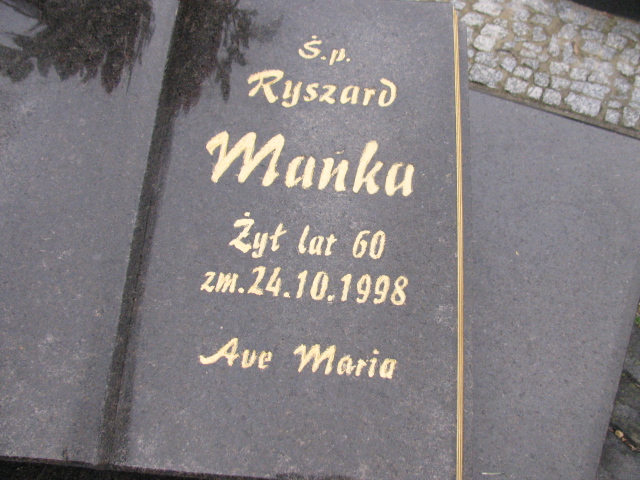 Ś.p.
Ryszard
Mańka
Żył lat 60
zm.24.10.1998
Ave Maria